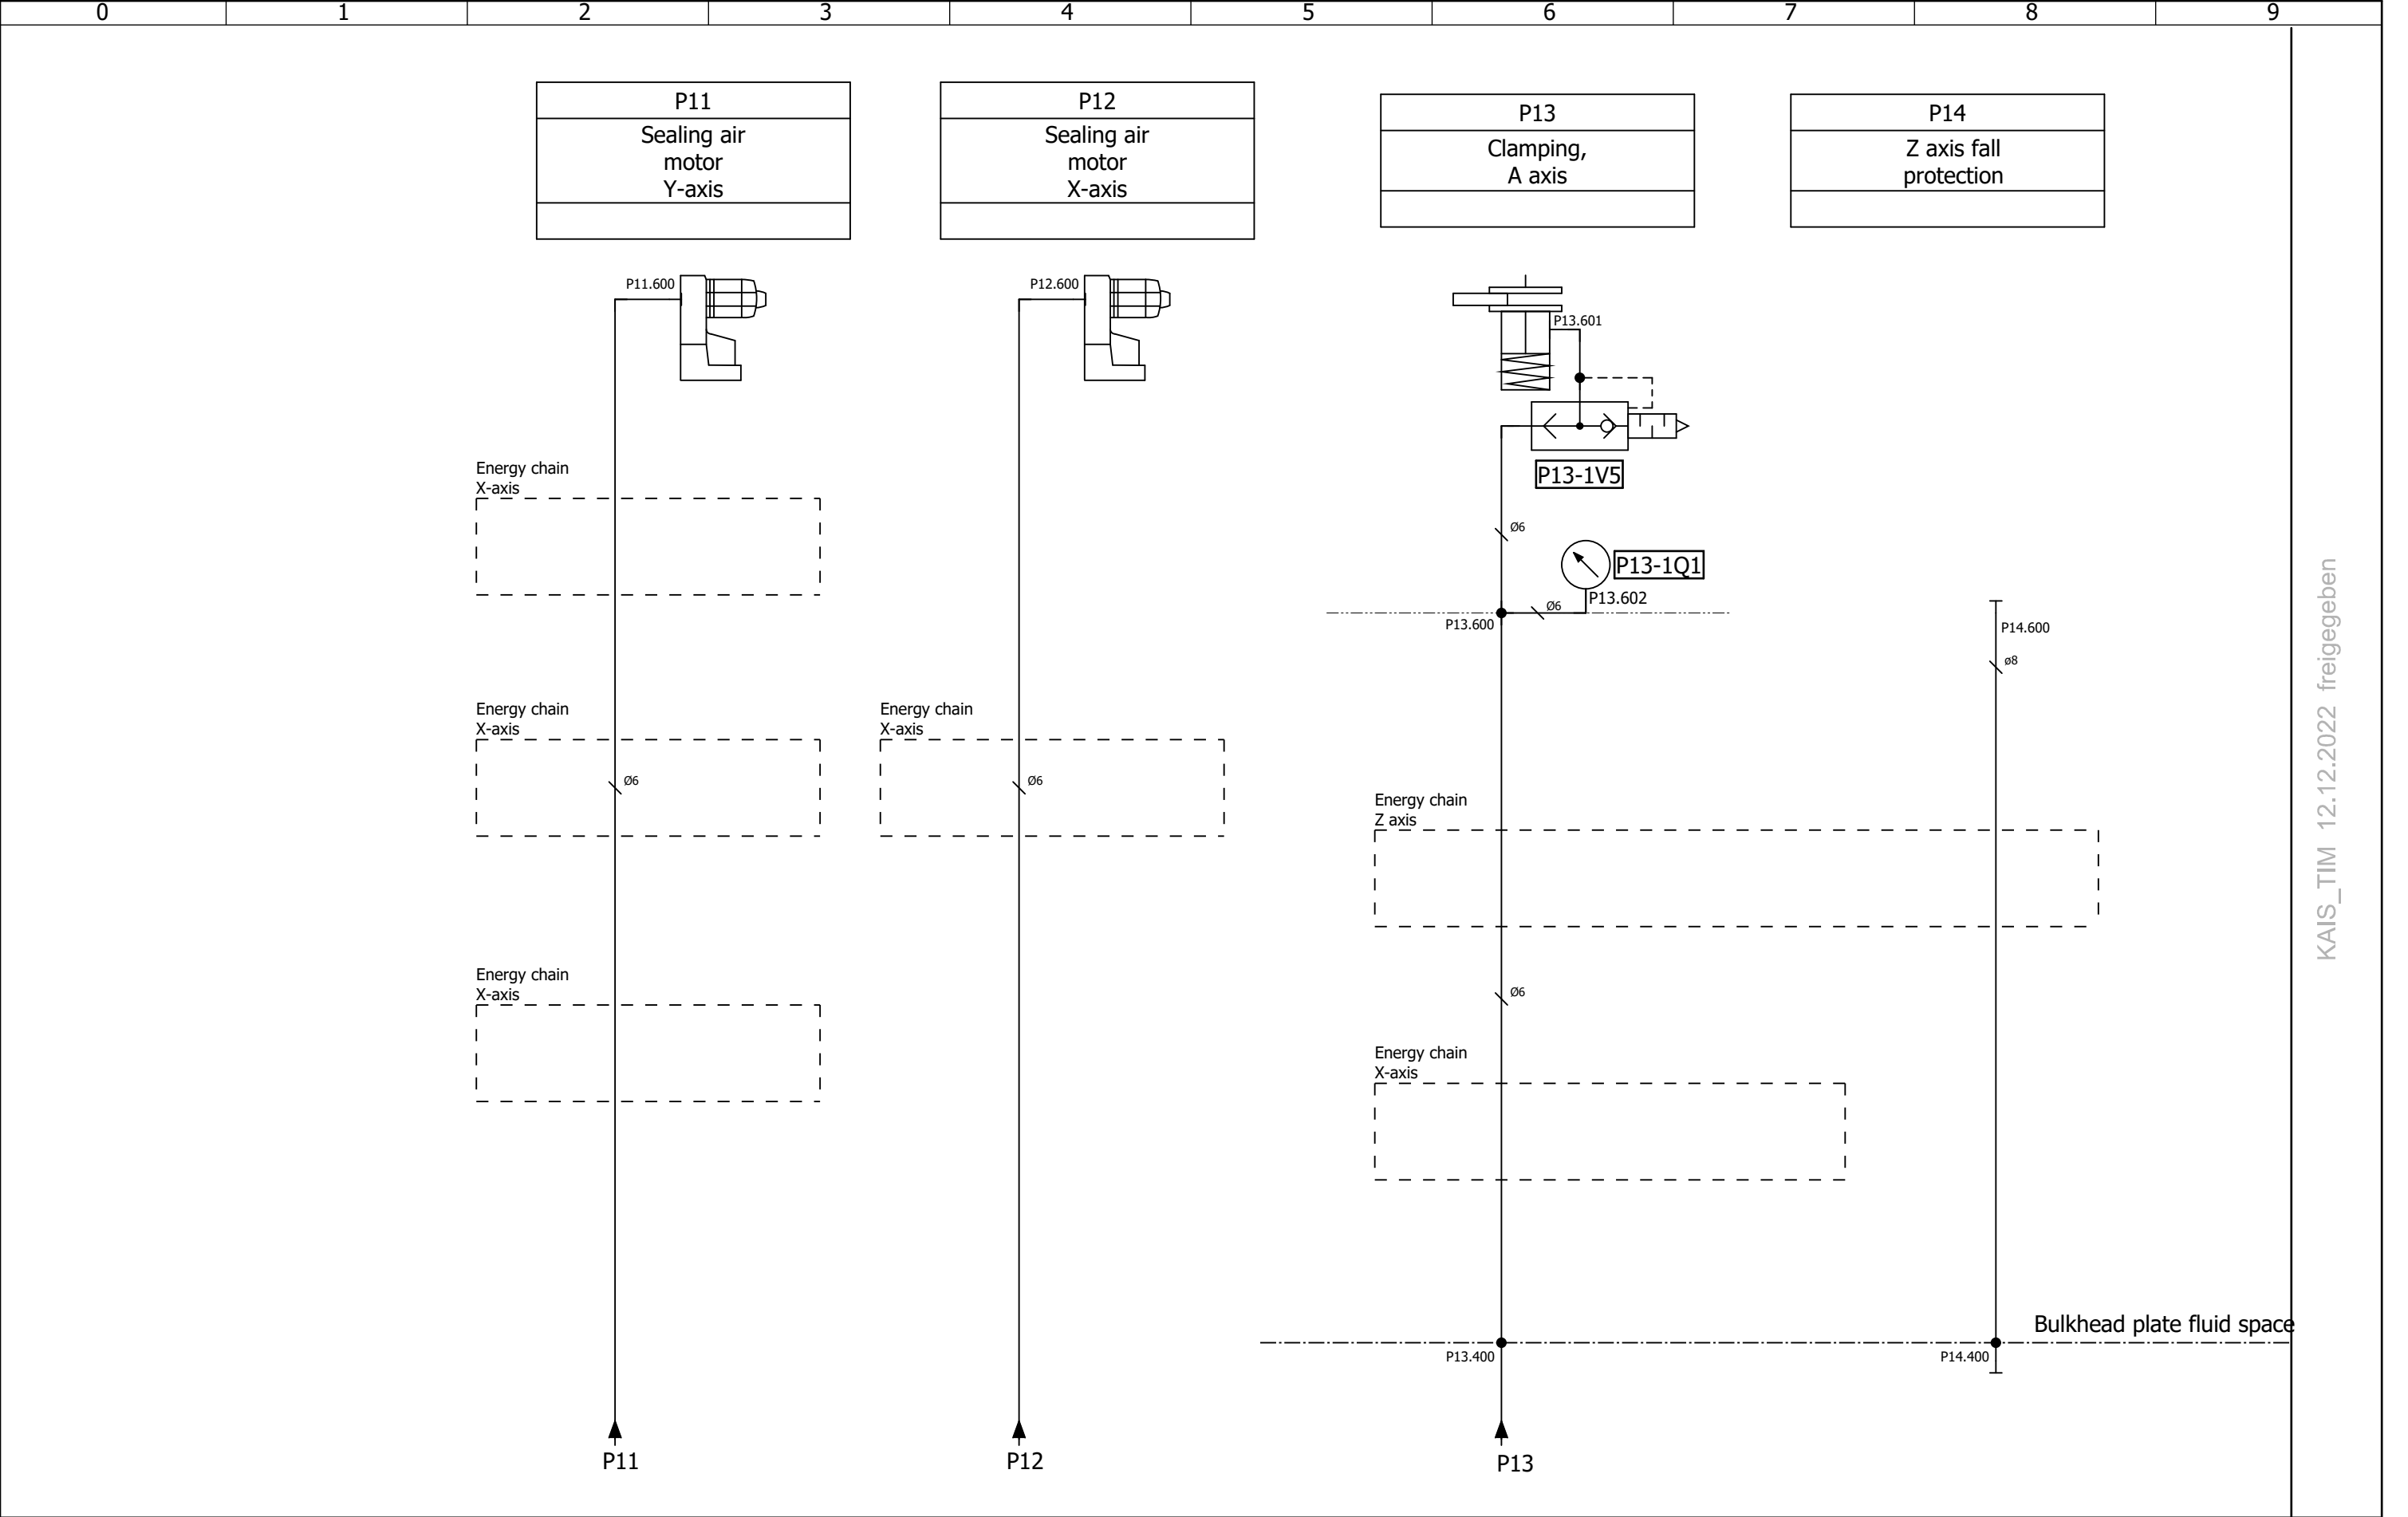 0 1 2 3 4 5 6 7 8 9
P11
Sealing air
motor
Y-axis
P12
Sealing air
motor
X-axis
P13
Clamping,
A axis
P14
Z axis fall
protection
P11.600
P12.600
P13.601
P13-1V5
Ø6
P13-1Q1
P13.602
Ø6
P13.600
P14.600
ø8
Energy chain
X-axis
Energy chain
X-axis
Ø6
Energy chain
X-axis
Energy chain
X-axis
Ø6
Energy chain
Z axis
Ø6
Energy chain
X-axis
Bulkhead plate fluid space
P13.400
P14.400
P11
P12
P13
KAIS_TIM 12.12.2022 freigegeben